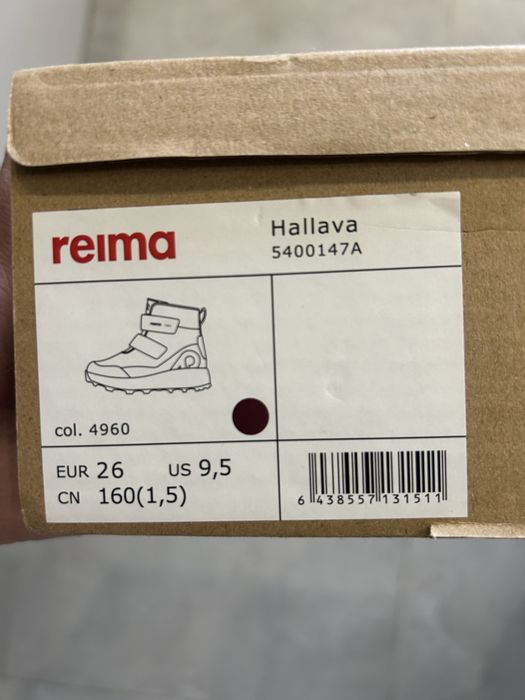 reima
Hallava
5400147A
col. 4960
EUR 26 US 9,5
CN 160(1,5)
6 438557 131511